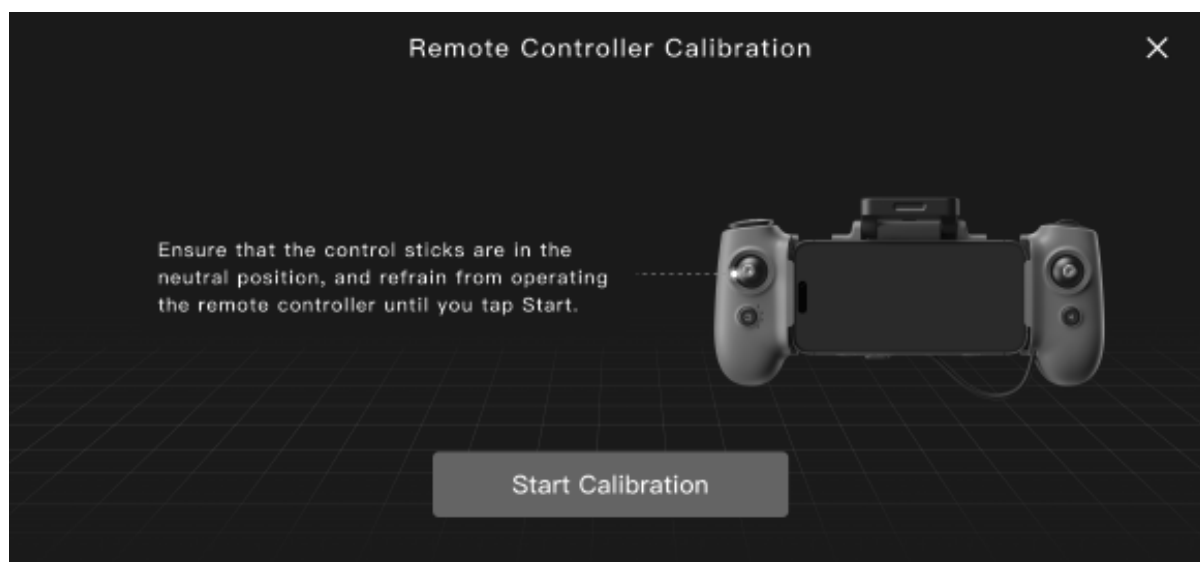 Remote Controller Calibration
Ensure that the control sticks are in the
neutral position, and refrain from operating
the remote controller until you tap Start.
Start Calibration